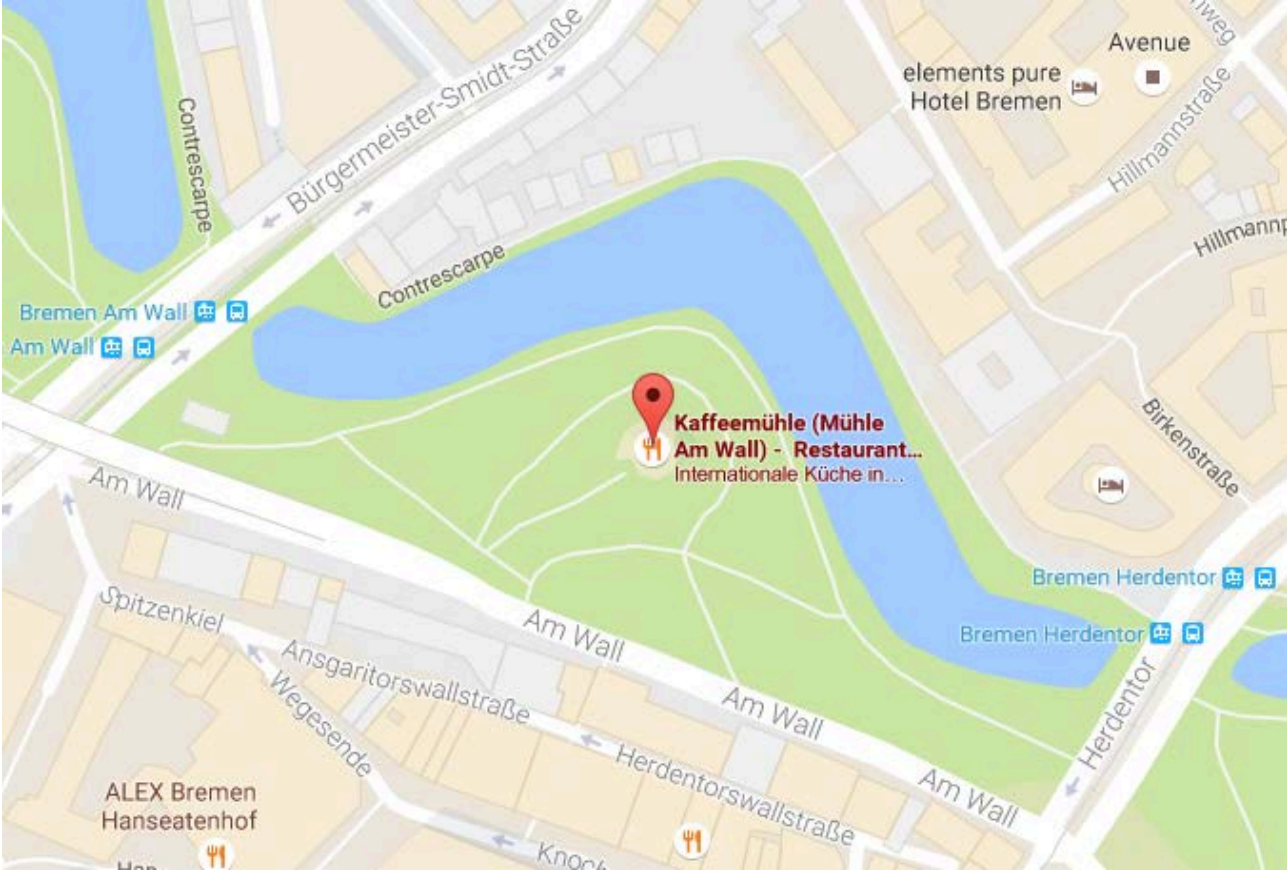 Avenue
elements pure
Hotel Bremen
Bürgermeister-Smidt-Straße
Contrescarpe
Hillmannstraße
Contrescarpe
Bremen Am Wall
Am Wall
Kaffeemühle (Mühle
Am Wall) - Restaurant...
Internationale Küche in...
Birkenstraße
Am Wall
Bremen Herdentor
Spitzenkiel
Am Wall
Bremen Herdentor
Ansgaritorswallstraße
Wegesende
Am Wall
Herdentor
Herdentorswallstraße
Am Wall
ALEX Bremen
Hanseatenhof